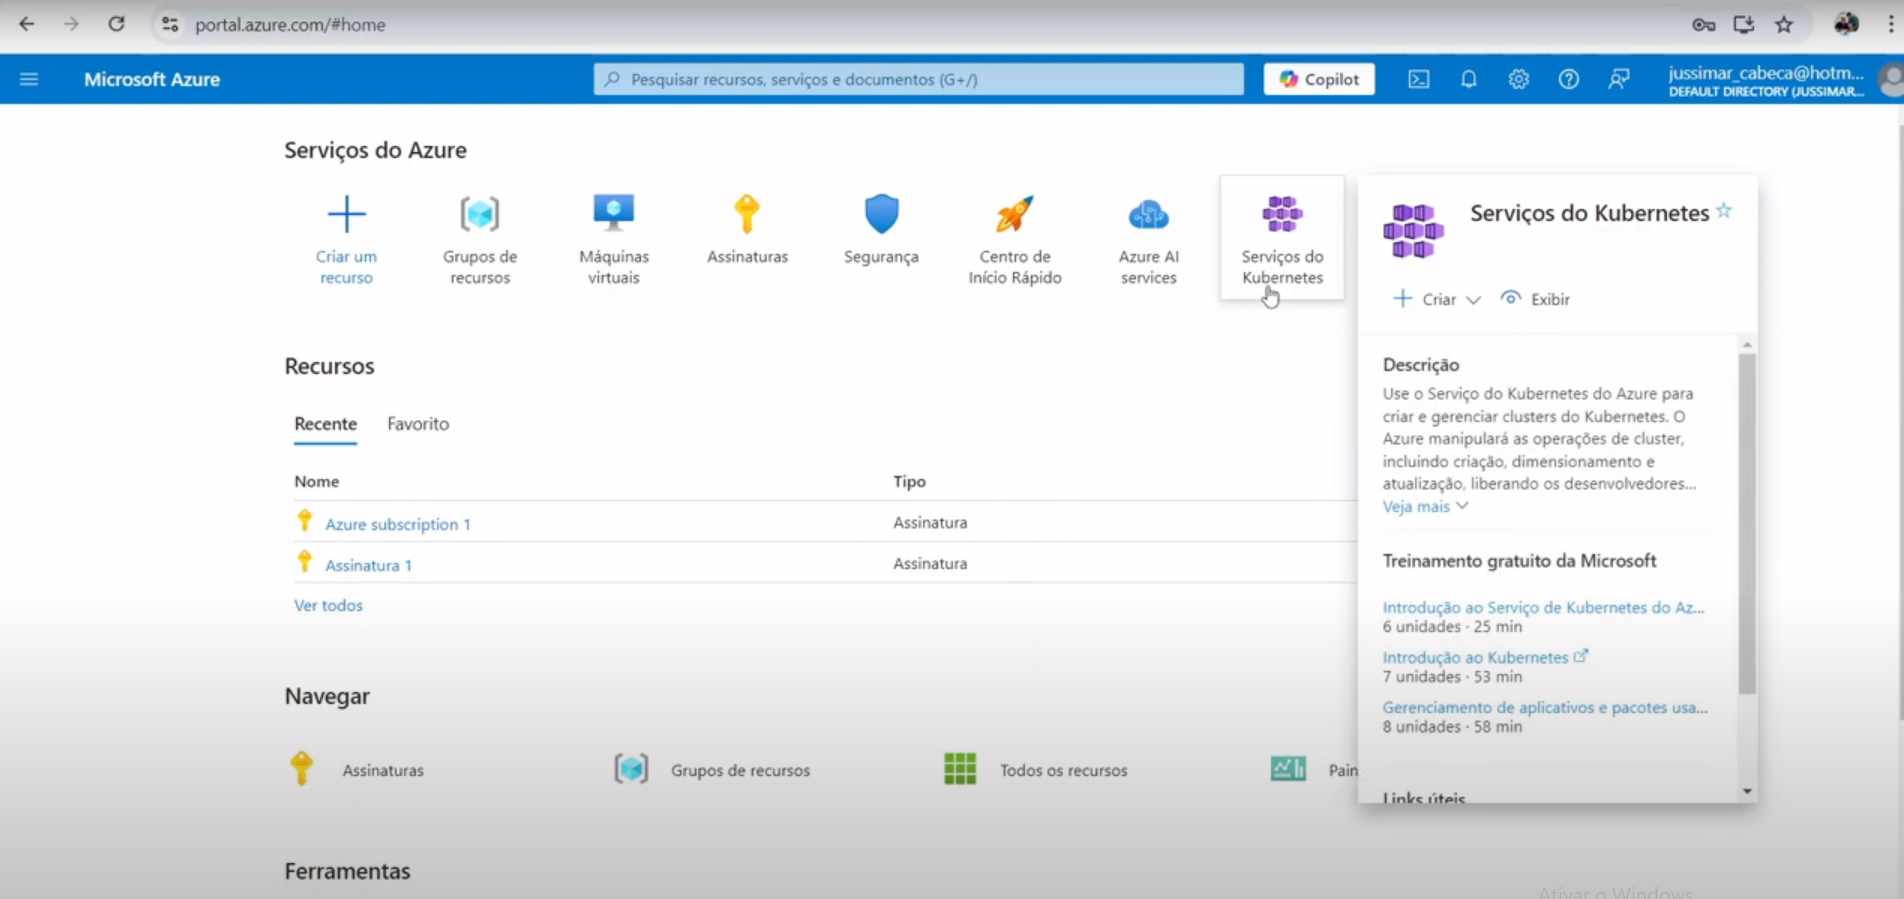 portal.azure.com/#home
Microsoft Azure
Pesquisar recursos, serviços e documentos (G+/)
Copilot
jussimar_cabeca@hotm...
DEFAULT DIRECTORY (JUSSIMAR...
Serviços do Azure
Criar um
recurso
Grupos de
recursos
Máquinas
virtuais
Assinaturas
Segurança
Centro de
Início Rápido
Azure AI
services
Serviços do
Kubernetes
Serviços do Kubernetes
Criar
Exibir
Descrição
Use o Serviço do Kubernetes do Azure para
criar e gerenciar clusters do Kubernetes. O
Azure manipulará as operações de cluster,
incluindo criação, dimensionamento e
atualização, liberando os desenvolvedores...
Veja mais
Treinamento gratuito da Microsoft
Introdução ao Serviço de Kubernetes do Az...
6 unidades · 25 min
Introdução ao Kubernetes
7 unidades · 53 min
Gerenciamento de aplicativos e pacotes usa...
8 unidades · 58 min
Links úteis
Recursos
Recente
Favorito
Nome
Tipo
Azure subscription 1
Assinatura
Assinatura 1
Assinatura
Ver todos
Navegar
Assinaturas
Grupos de recursos
Todos os recursos
Pain
Ferramentas
Ativar o Windows